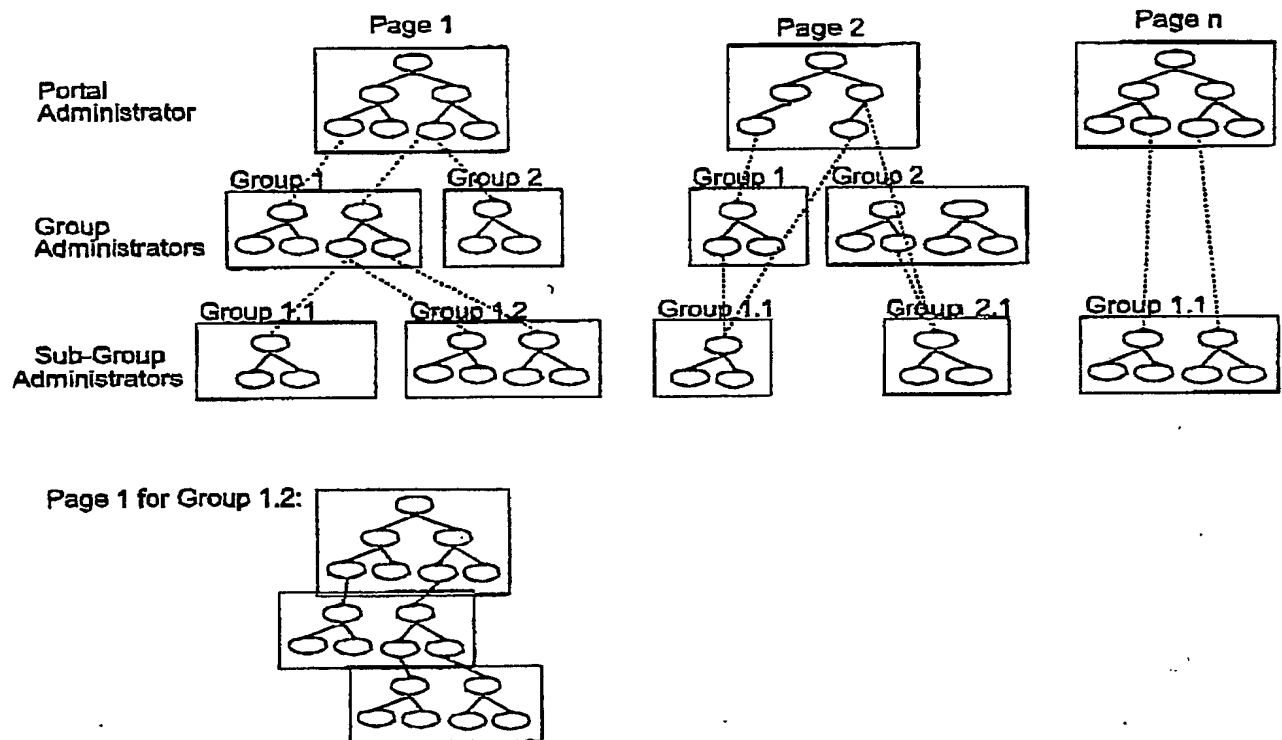 Page 1
Page 2
Page n
Portal
Administrator
Group 1
Group 2
Group 1
Group 2
Group
Administrators
Group 1.1
Group 1.2
Group 1.1
Group 2.1
Group 1.1
Sub-Group
Administrators
Page 1 for Group 1.2: